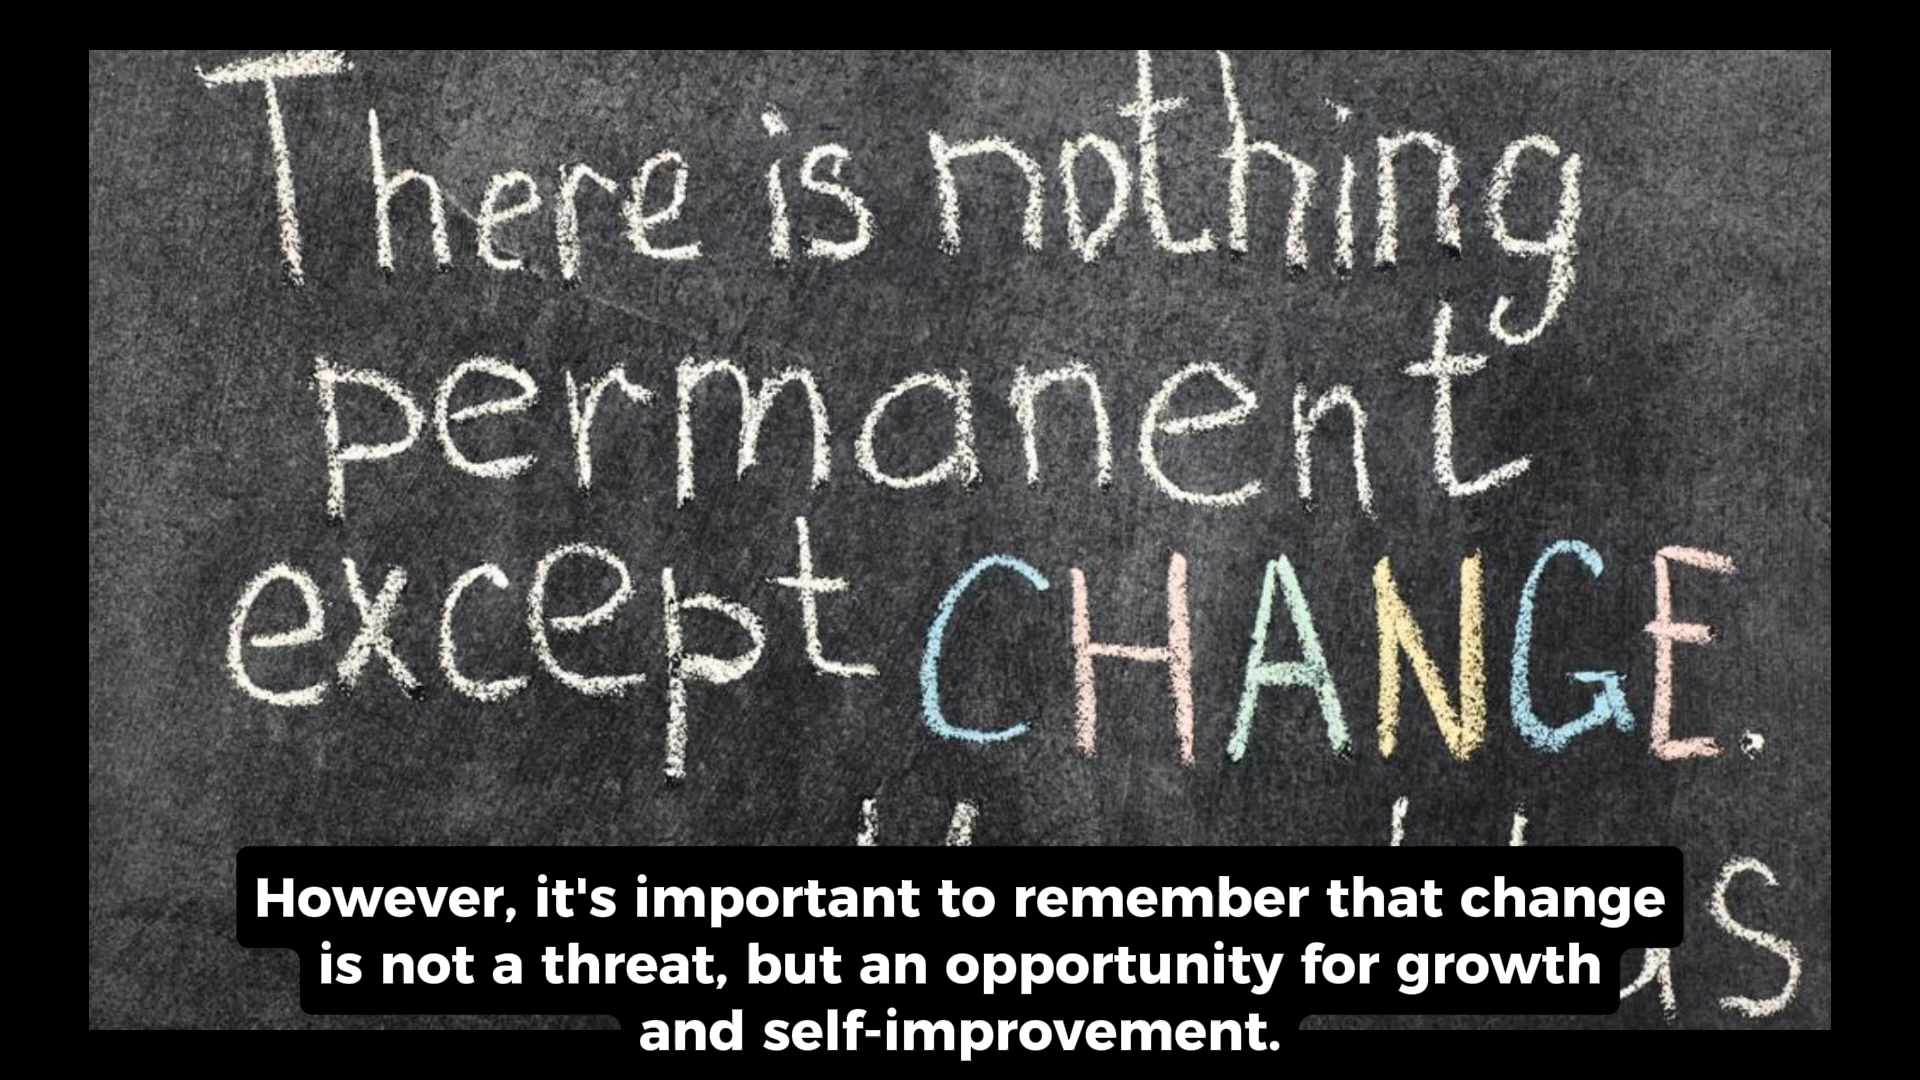 There is nothing
permanent
except CHANGE.
However, it's important to remember that change
is not a threat, but an opportunity for growth
and self-improvement.